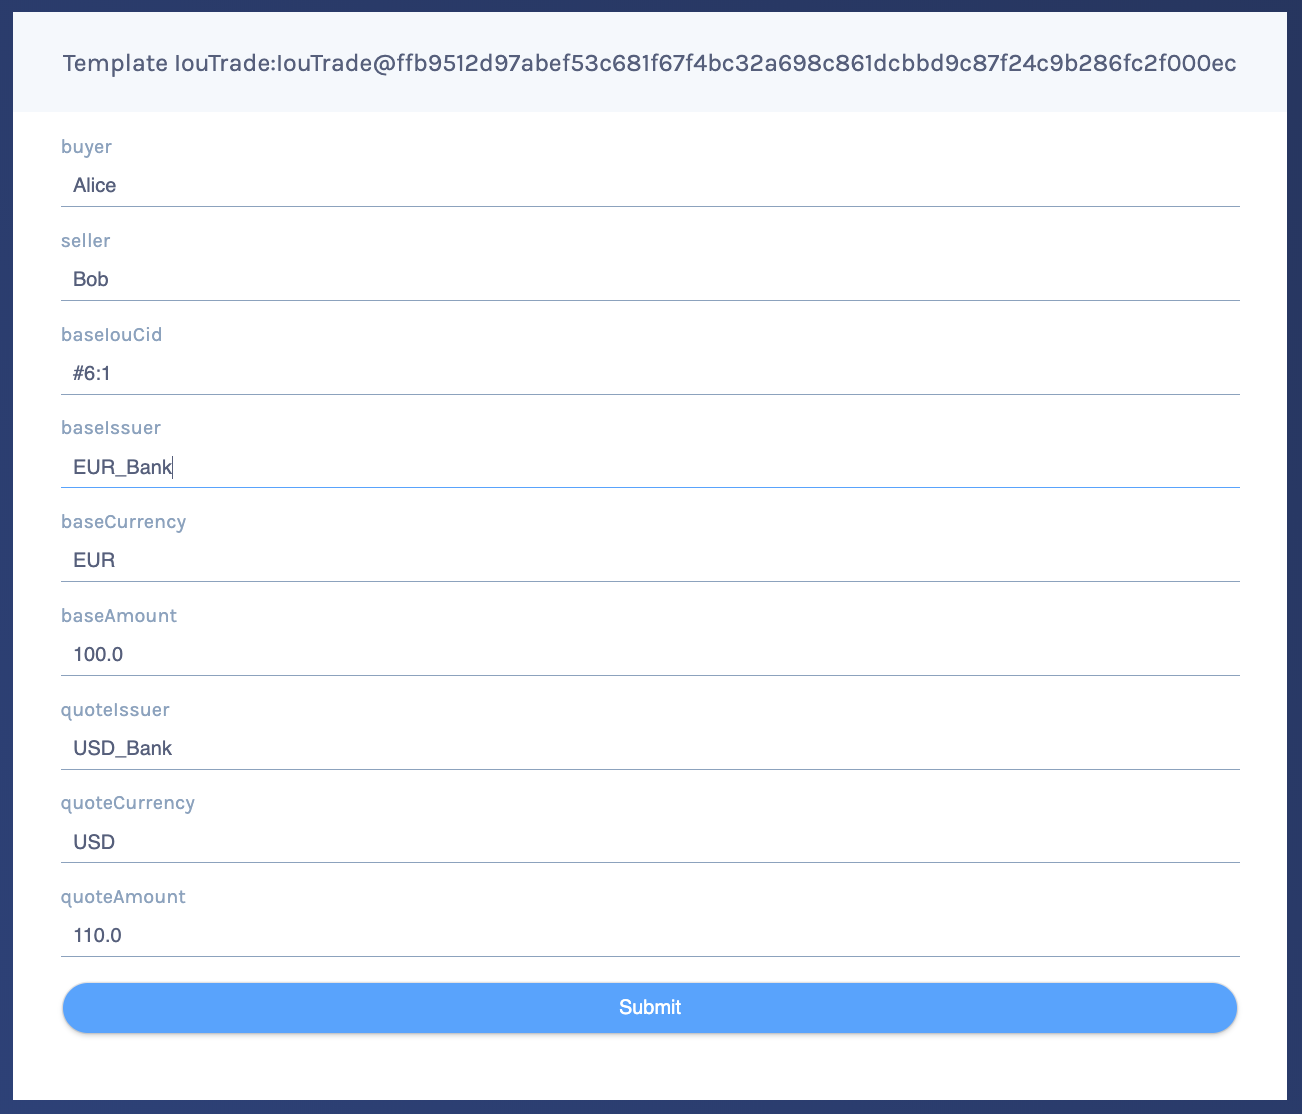 Template IouTrade:IouTrade@ffb9512d97abef53c681f67f4bc32a698c861dcbbd9c87f24c9b286fc2f000ec
buyer
Alice
seller
Bob
baseIouCid
#6:1
baseIssuer
EUR_Bank
baseCurrency
EUR
baseAmount
100.0
quoteIssuer
USD_Bank
quoteCurrency
USD
quoteAmount
110.0
Submit